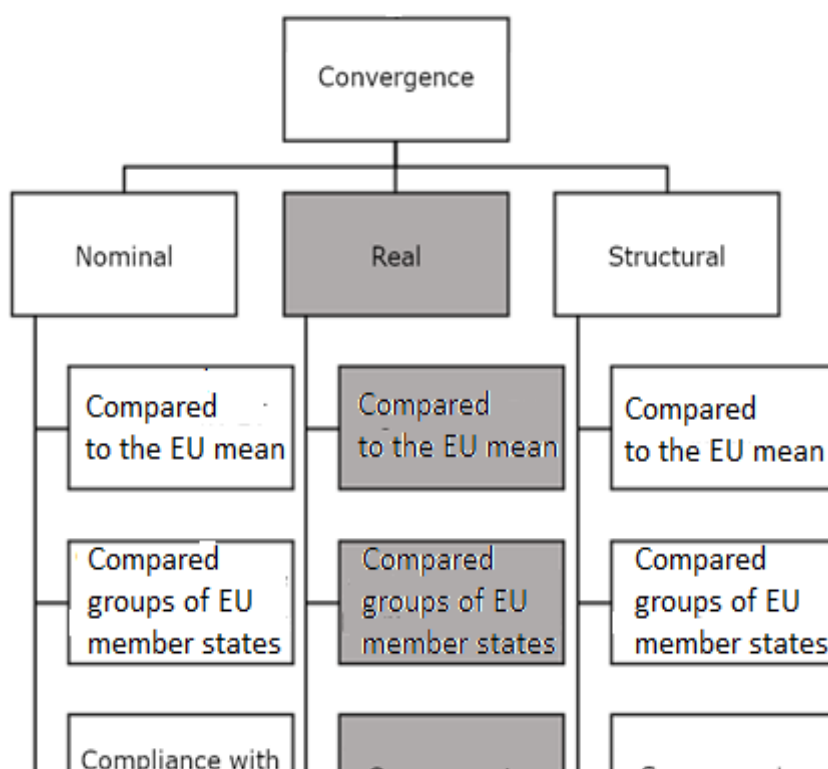 Convergence
Nominal
Real
Structural
Compared
to the EU mean
Compared
to the EU mean
Compared
to the EU mean
Compared
groups of EU
member states
Compared
groups of EU
member states
Compared
groups of EU
member states
Compliance with